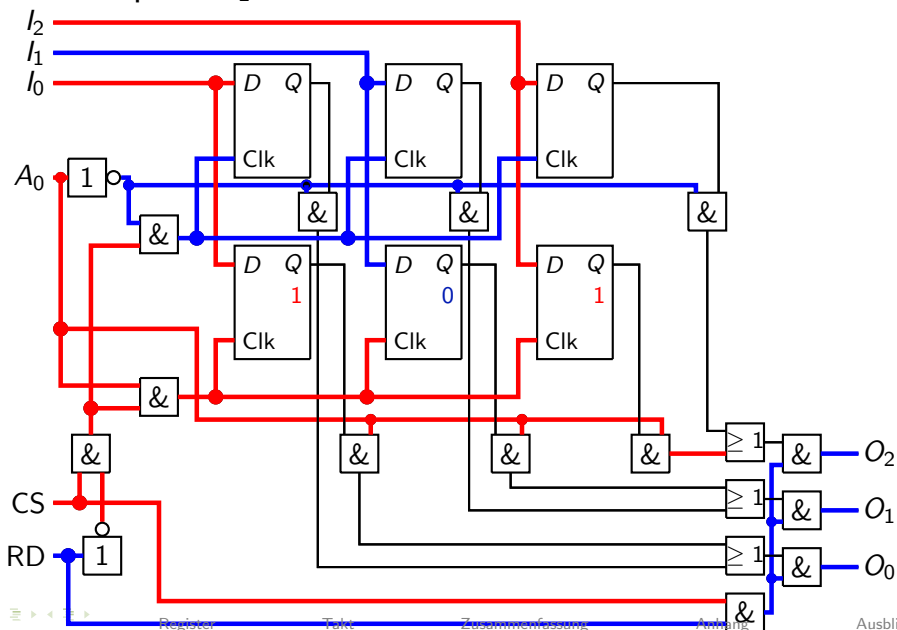 I₂
I₁
I₀
D Q D Q D Q
Clk Clk Clk
A₀ 1
& & &
&
D Q D Q D Q
1 0 1
Clk Clk Clk
&
& & & & ≥ 1 & O₂
CS ≥ 1 & O₁
RD 1 ≥ 1 & O₀
&
Register Takt Zusammenfassung Anhang